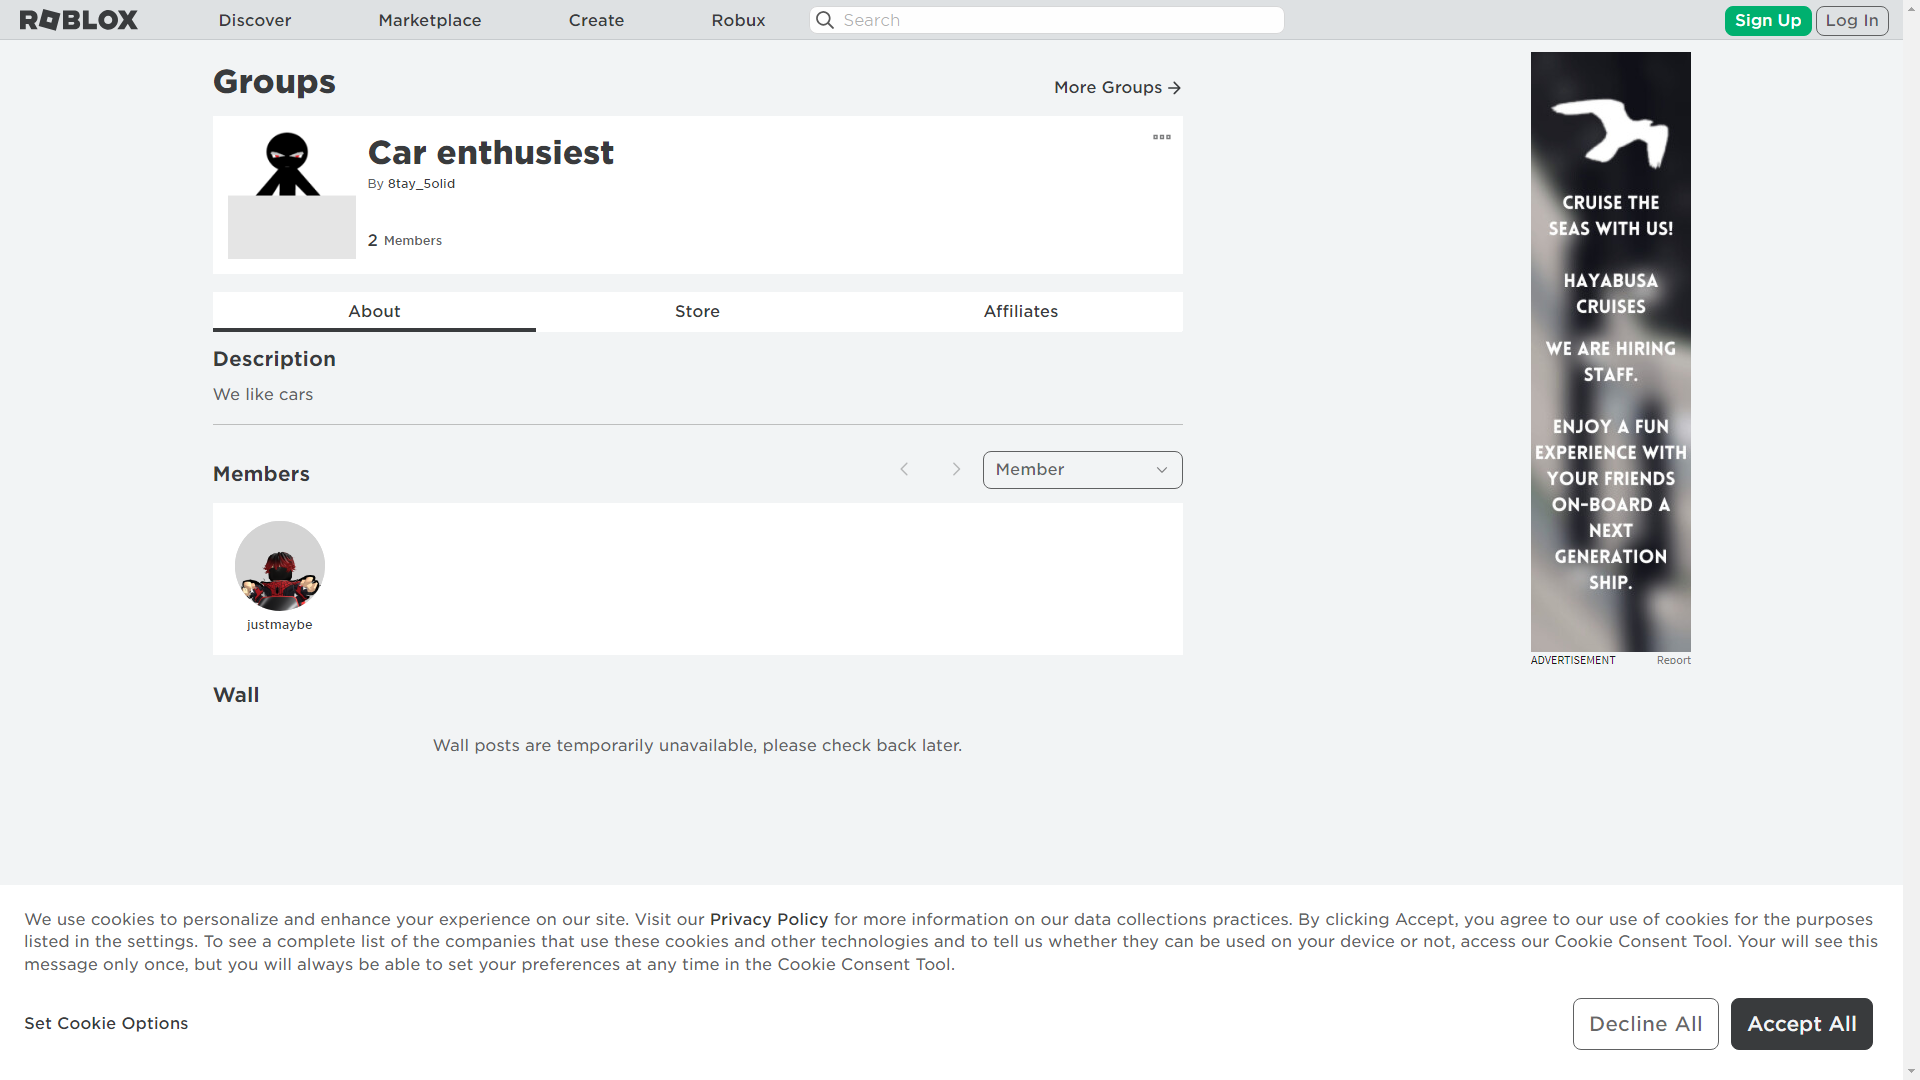 ROBLOX
Discover
Marketplace
Create
Robux
Search
Sign Up
Log In
Groups
More Groups
Car enthusiest
By 8tay_5olid
2 Members
About
Store
Affiliates
Description
We like cars
Members
Member
justmaybe
Wall
Wall posts are temporarily unavailable, please check back later.
CRUISE THE
SEAS WITH US!
HAYABUSA
CRUISES
WE ARE HIRING
STAFF.
ENJOY A FUN
EXPERIENCE WITH
YOUR FRIENDS
ON-BOARD A
NEXT
GENERATION
SHIP.
ADVERTISEMENT
Report
We use cookies to personalize and enhance your experience on our site. Visit our Privacy Policy for more information on our data collections practices. By clicking Accept, you agree to our use of cookies for the purposes
listed in the settings. To see a complete list of the companies that use these cookies and other technologies and to tell us whether they can be used on your device or not, access our Cookie Consent Tool. Your will see this
message only once, but you will always be able to set your preferences at any time in the Cookie Consent Tool.
Set Cookie Options
Decline All
Accept All